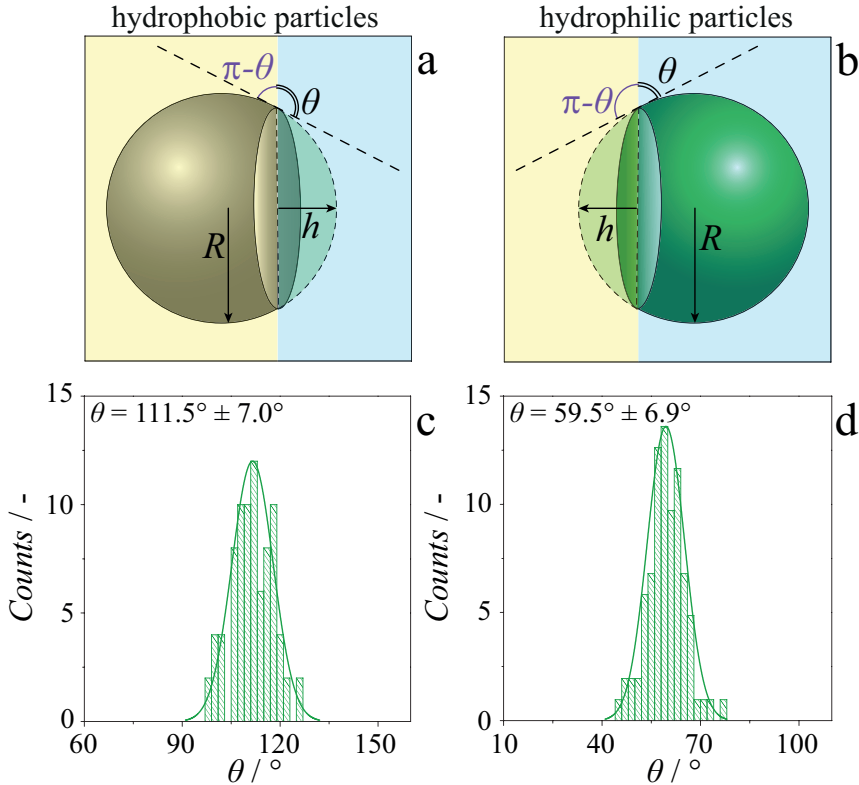 hydrophobic particles
hydrophilic particles
a
π-θ
θ
h
R
b
θ
π-θ
h
R
c
θ = 111.5° ± 7.0°
15
10
5
0
Counts / -
60
90
120
150
θ / °
d
θ = 59.5° ± 6.9°
15
10
5
0
Counts / -
10
40
70
100
θ / °